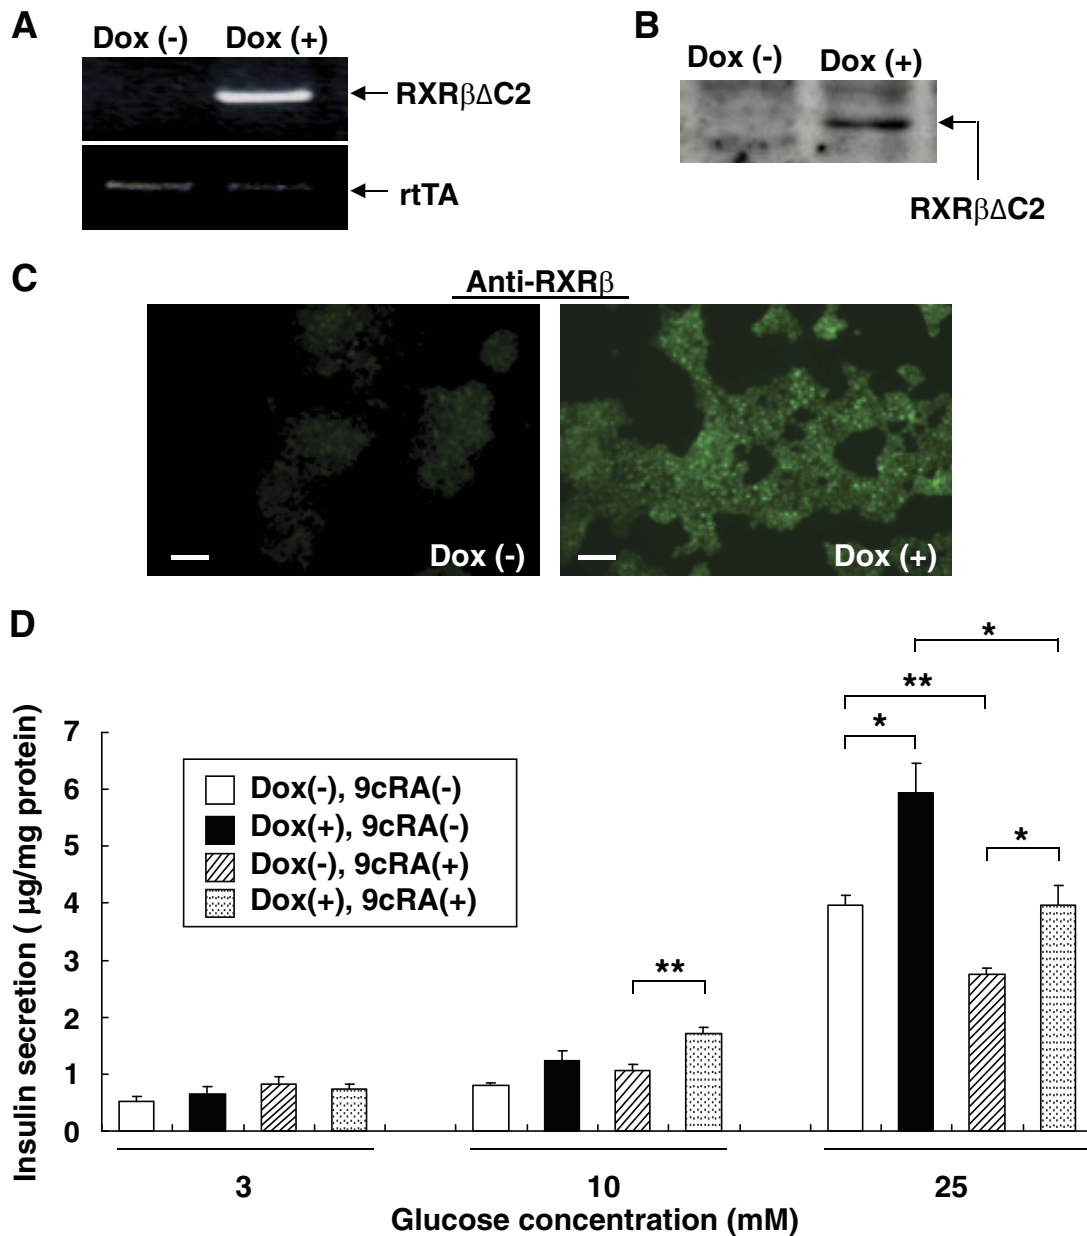 A
Dox (-) Dox (+)
RXRβΔC2
rtTA
B
Dox (-) Dox (+)
RXRβΔC2
C
Anti-RXRβ
Dox (-)
Dox (+)
D
Insulin secretion ( μg/mg protein)
7
6
5
4
3
2
1
0
Dox(-), 9cRA(-)
Dox(+), 9cRA(-)
Dox(-), 9cRA(+)
Dox(+), 9cRA(+)
**
*
**
*
*
3 10 25
Glucose concentration (mM)